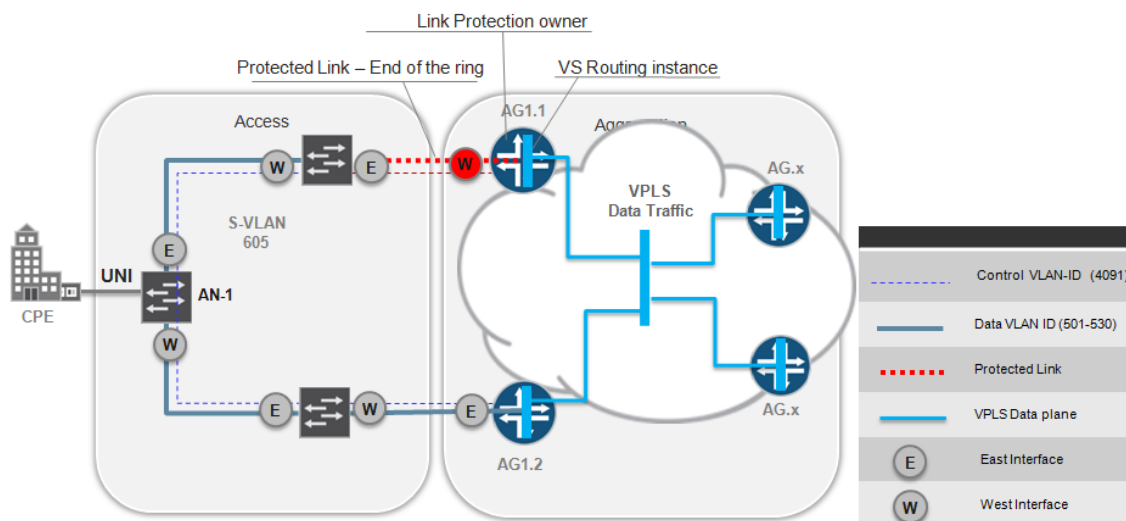 Link Protection owner
Protected Link – End of the ring
VS Routing instance
AG1.1
Access
W
E
W
AG.x
VPLS
Data Traffic
S-VLAN
605
E
UNI
AN-1
CPE
W
E
W
E
AG1.2
AG.x
Control VLAN-ID (4091)
Data VLAN ID (501-530)
Protected Link
VPLS Data plane
E
East Interface
W
West Interface